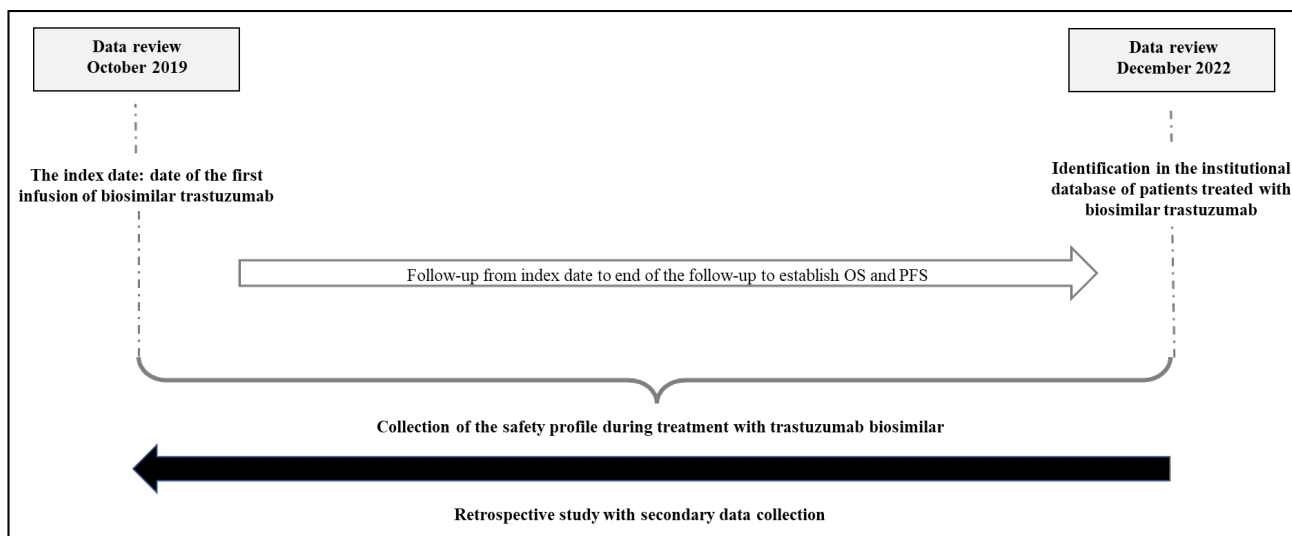 Data review
October 2019
Data review
December 2022
The index date: date of the first
infusion of biosimilar trastuzumab
Identification in the institutional
database of patients treated with
biosimilar trastuzumab
Follow-up from index date to end of the follow-up to establish OS and PFS
Collection of the safety profile during treatment with trastuzumab biosimilar
Retrospective study with secondary data collection